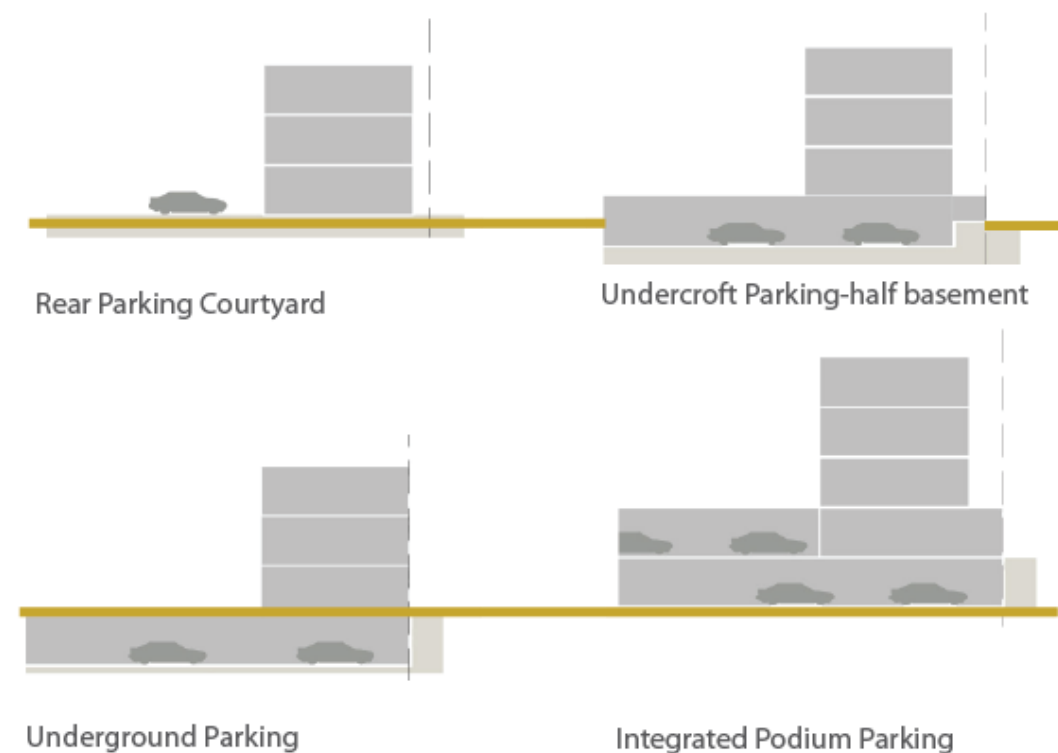 Rear Parking Courtyard
Undercroft Parking-half basement
Underground Parking
Integrated Podium Parking